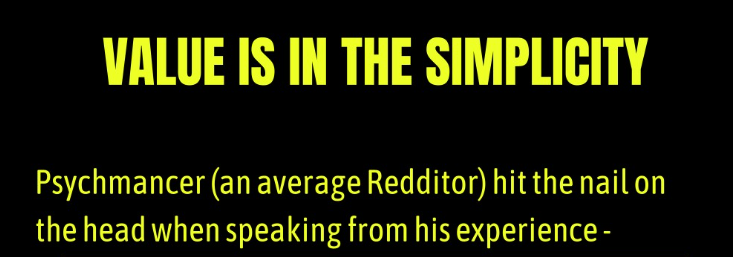 VALUE IS IN THE SIMPLICITY
Psychmancer (an average Redditor) hit the nail on
the head when speaking from his experience -